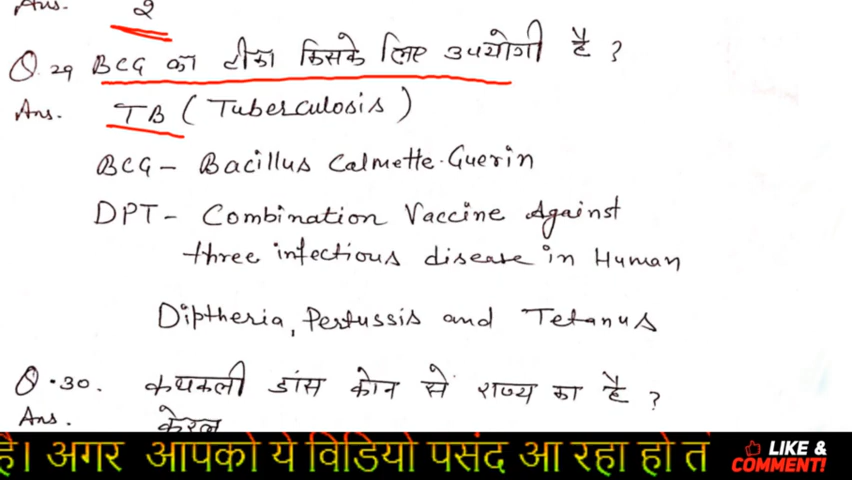 Ans. 2
Q.29 BCG का टीका किसके लिए उपयोगी है ?
Ans. TB ( Tuberculosis )
BCG - Bacillus Calmette-Guerin
DPT - Combination Vaccine Against
three infectious disease in Human
Diptheria, Pertussis and Tetanus
Q.30. कथकली डांस कोन से राज्य का है ?
Ans. केरल
है। अगर आपको ये विडियो पसंद आ रहा हो त
LIKE &
COMMENT!